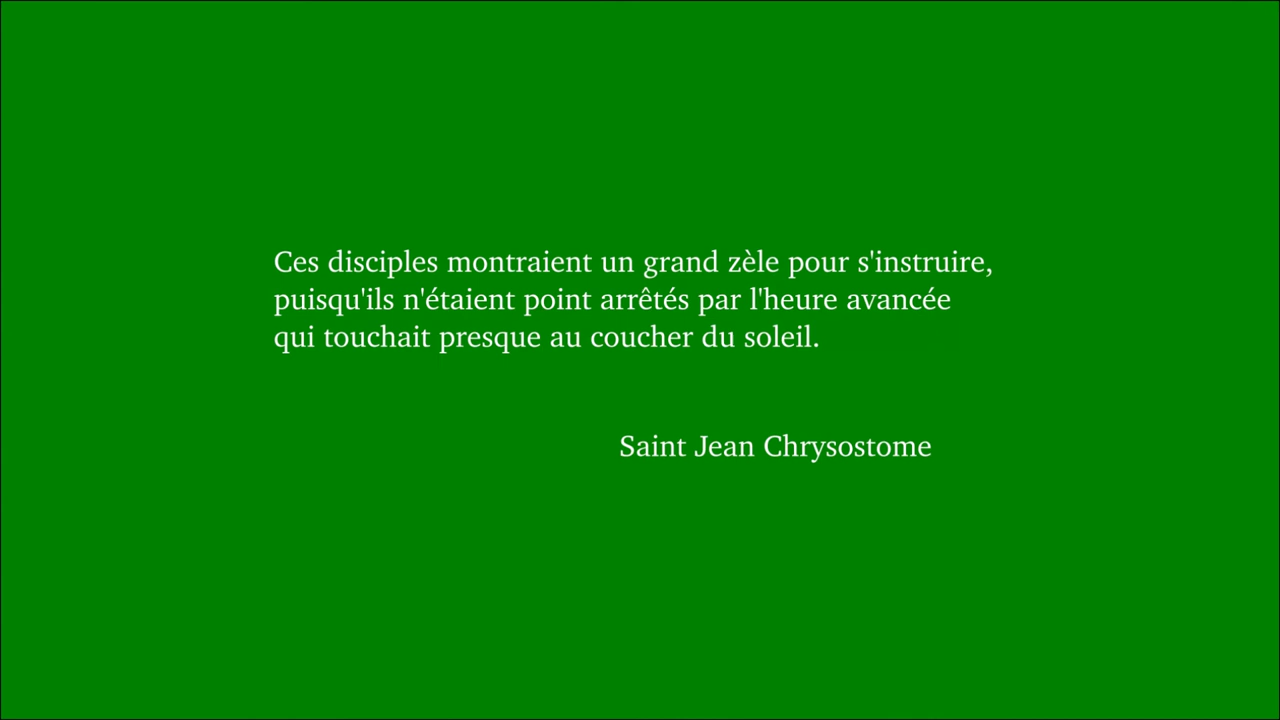 Ces disciples montraient un grand zèle pour s'instruire,
puisqu'ils n'étaient point arrêtés par l'heure avancée
qui touchait presque au coucher du soleil.
Saint Jean Chrysostome